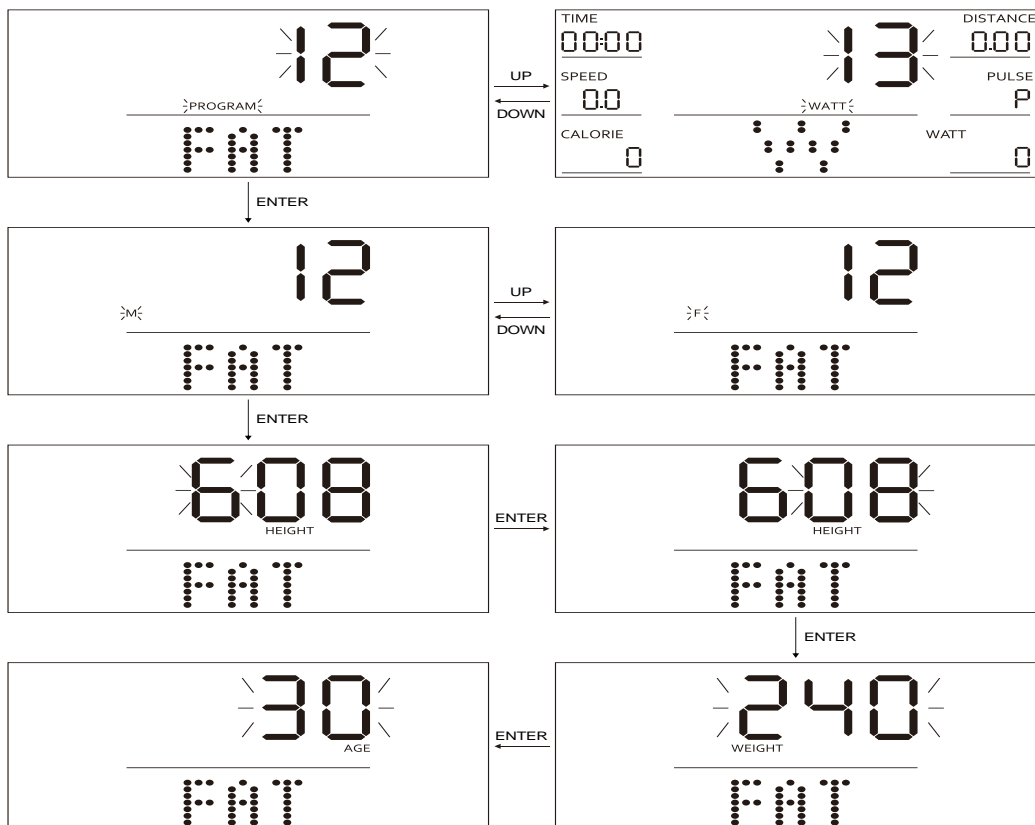 12
PROGRAM
FAT
UP
DOWN
TIME
00:00
SPEED
0.0
CALORIE
0
13
WATT
W
DISTANCE
0.00
PULSE
P
WATT
0
ENTER
12
M
FAT
UP
DOWN
12
F
FAT
ENTER
608
HEIGHT
FAT
ENTER
608
HEIGHT
FAT
ENTER
30
AGE
FAT
ENTER
240
WEIGHT
FAT